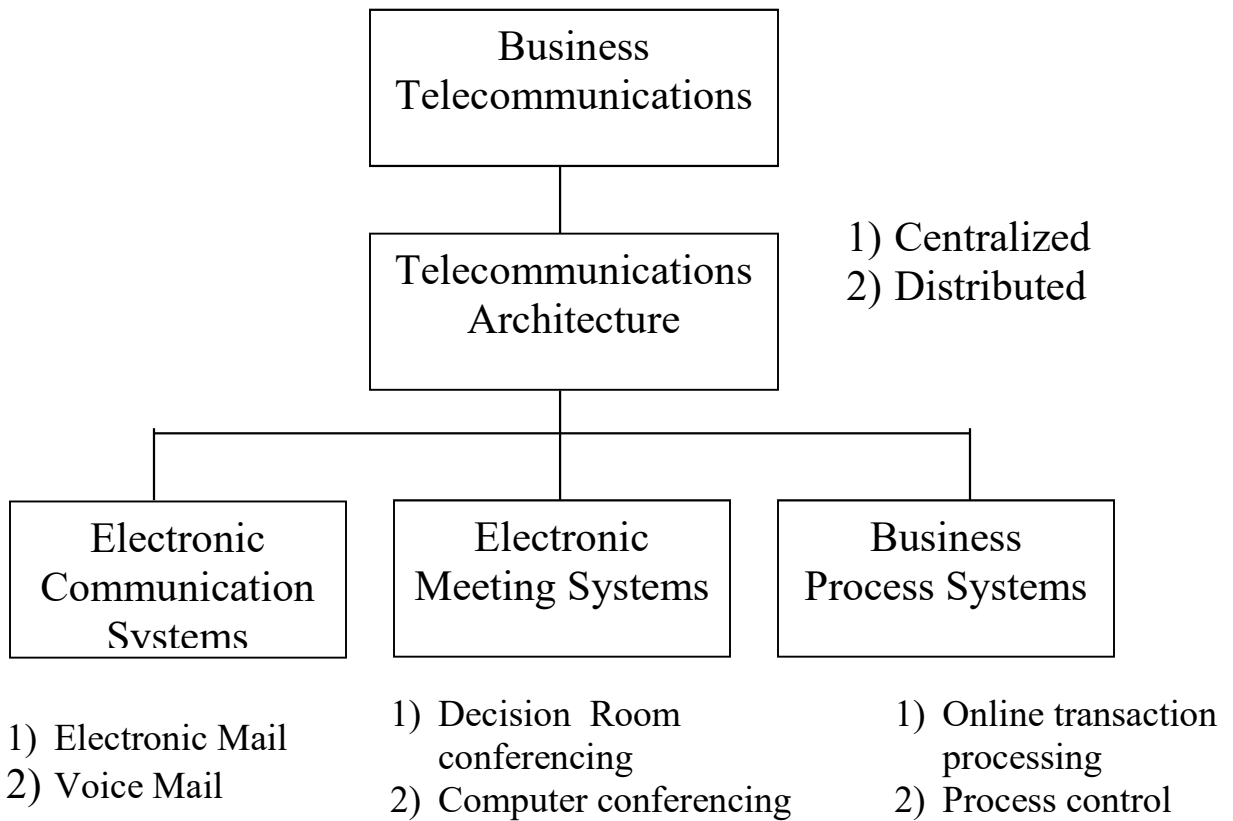 Business
Telecommunications
Telecommunications
Architecture
1) Centralized
2) Distributed
Electronic
Communication
Systems
Electronic
Meeting Systems
Business
Process Systems
1) Electronic Mail
2) Voice Mail
1) Decision Room
conferencing
2) Computer conferencing
1) Online transaction
processing
2) Process control